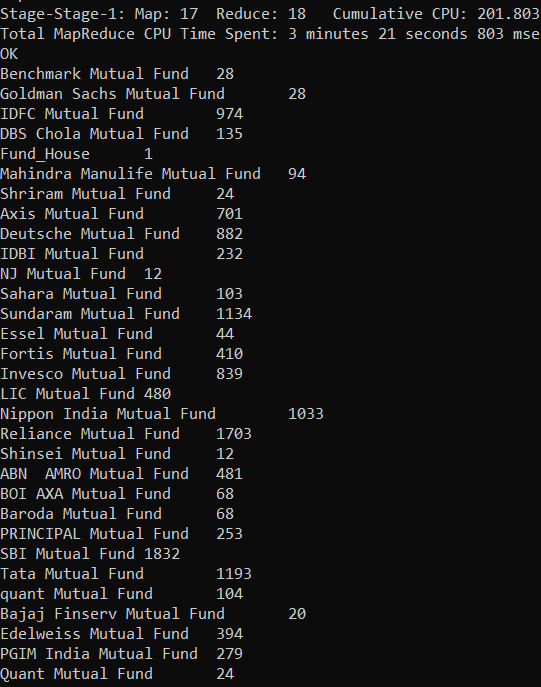 Stage-Stage-1: Map: 17  Reduce: 18   Cumulative CPU: 201.803
Total MapReduce CPU Time Spent: 3 minutes 21 seconds 803 mse
OK
Benchmark Mutual Fund   28
Goldman Sachs Mutual Fund       28
IDFC Mutual Fund        974
DBS Chola Mutual Fund   135
Fund_House      1
Mahindra Manulife Mutual Fund   94
Shriram Mutual Fund     24
Axis Mutual Fund        701
Deutsche Mutual Fund    882
IDBI Mutual Fund        232
NJ Mutual Fund  12
Sahara Mutual Fund      103
Sundaram Mutual Fund    1134
Essel Mutual Fund       44
Fortis Mutual Fund      410
Invesco Mutual Fund     839
LIC Mutual Fund 480
Nippon India Mutual Fund        1033
Reliance Mutual Fund    1703
Shinsei Mutual Fund     12
ABN  AMRO Mutual Fund   481
BOI AXA Mutual Fund     68
Baroda Mutual Fund      68
PRINCIPAL Mutual Fund   253
SBI Mutual Fund 1832
Tata Mutual Fund        1193
quant Mutual Fund       104
Bajaj Finserv Mutual Fund       20
Edelweiss Mutual Fund   394
PGIM India Mutual Fund  279
Quant Mutual Fund       24